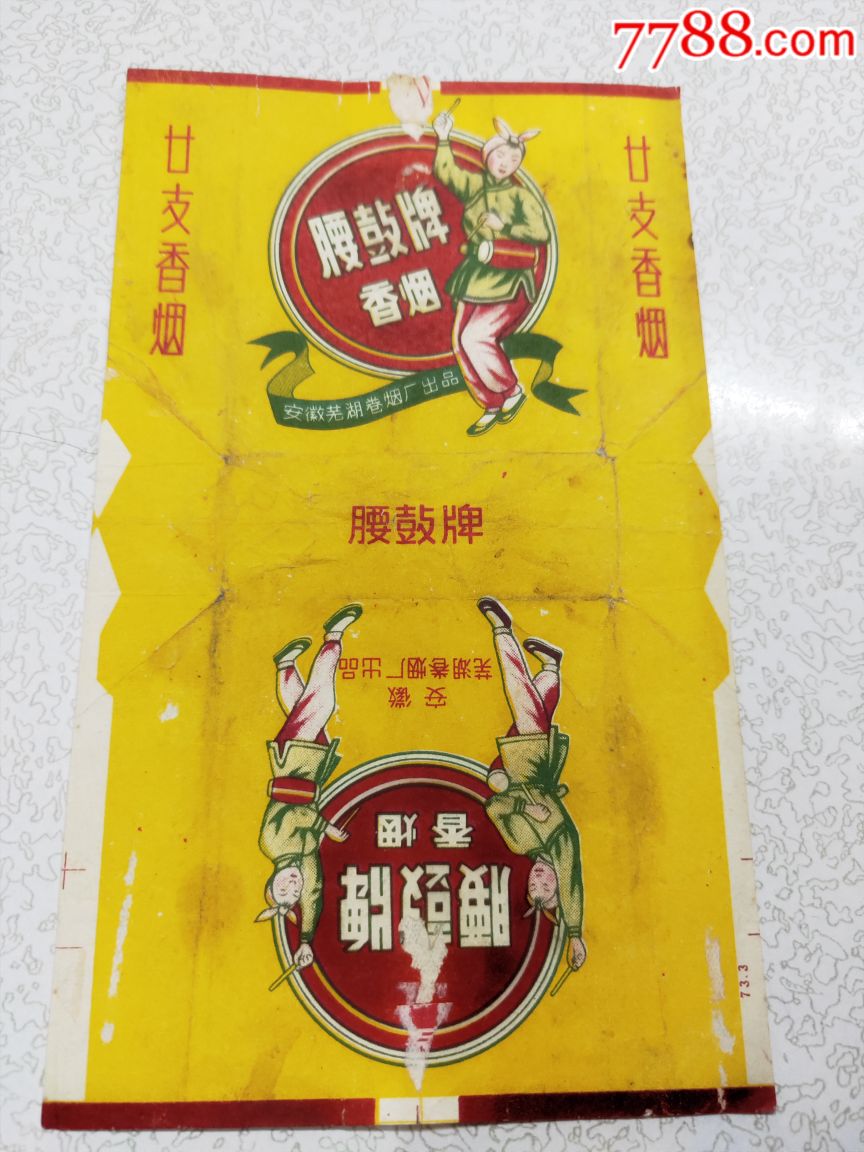 7788.com
廿支香烟
腰鼓牌
香烟
安徽芜湖卷烟厂出品
廿支香烟
腰鼓牌
安徽
芜湖卷烟厂出品
香烟
腰鼓牌
73.3